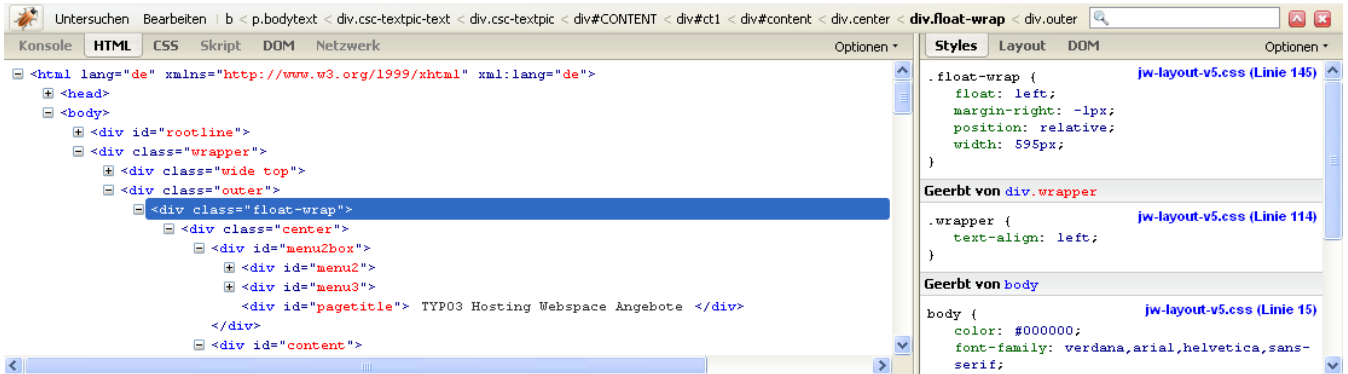 Untersuchen Bearbeiten b < p.bodytext < div.csc-textpic-text < div.csc-textpic < div#CONTENT < div#ct1 < div#content < div.center < div.float-wrap < div.outer
Konsole HTML CSS Skript DOM Netzwerk Optionen
<html lang="de" xmlns="http://www.w3.org/1999/xhtml" xml:lang="de">
<head>
<body>
<div id="rootline">
<div class="wrapper">
<div class="wide top">
<div class="outer">
<div class="float-wrap">
<div class="center">
<div id="menu2box">
<div id="menu2">
<div id="menu3">
<div id="pagetitle"> TYPO3 Hosting Webspace Angebote </div>
</div>
<div id="content">
Styles Layout DOM Optionen
.float-wrap { jw-layout-v5.css (Linie 145)
float: left;
margin-right: -1px;
position: relative;
width: 595px;
}
Geerbt von div.wrapper
.wrapper { jw-layout-v5.css (Linie 114)
text-align: left;
}
Geerbt von body
body { jw-layout-v5.css (Linie 15)
color: #000000;
font-family: verdana,arial,helvetica,sans-
serif;